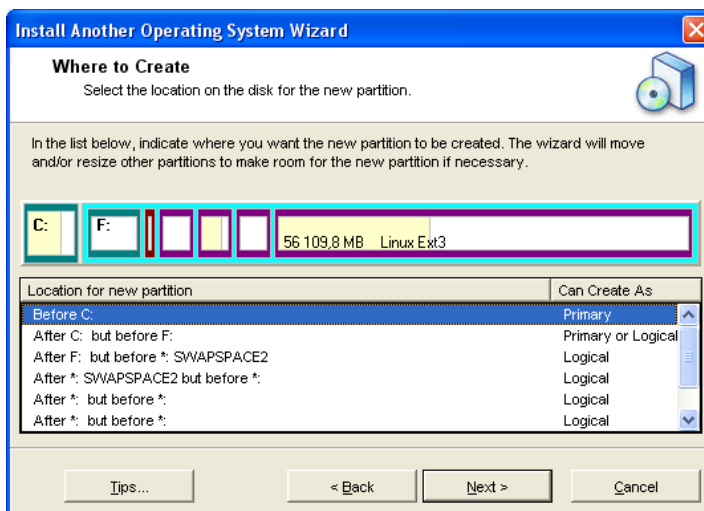 Install Another Operating System Wizard
Where to Create
Select the location on the disk for the new partition.
In the list below, indicate where you want the new partition to be created. The wizard will move
and/or resize other partitions to make room for the new partition if necessary.
C: F: 56 109,8 MB Linux Ext3
Location for new partition Can Create As
Before C: Primary
After C: but before F: Primary or Logical
After F: but before *: SWAPSPACE2 Logical
After *: SWAPSPACE2 but before *: Logical
After *: but before *: Logical
After *: but before *: Logical
Tips... < Back Next > Cancel